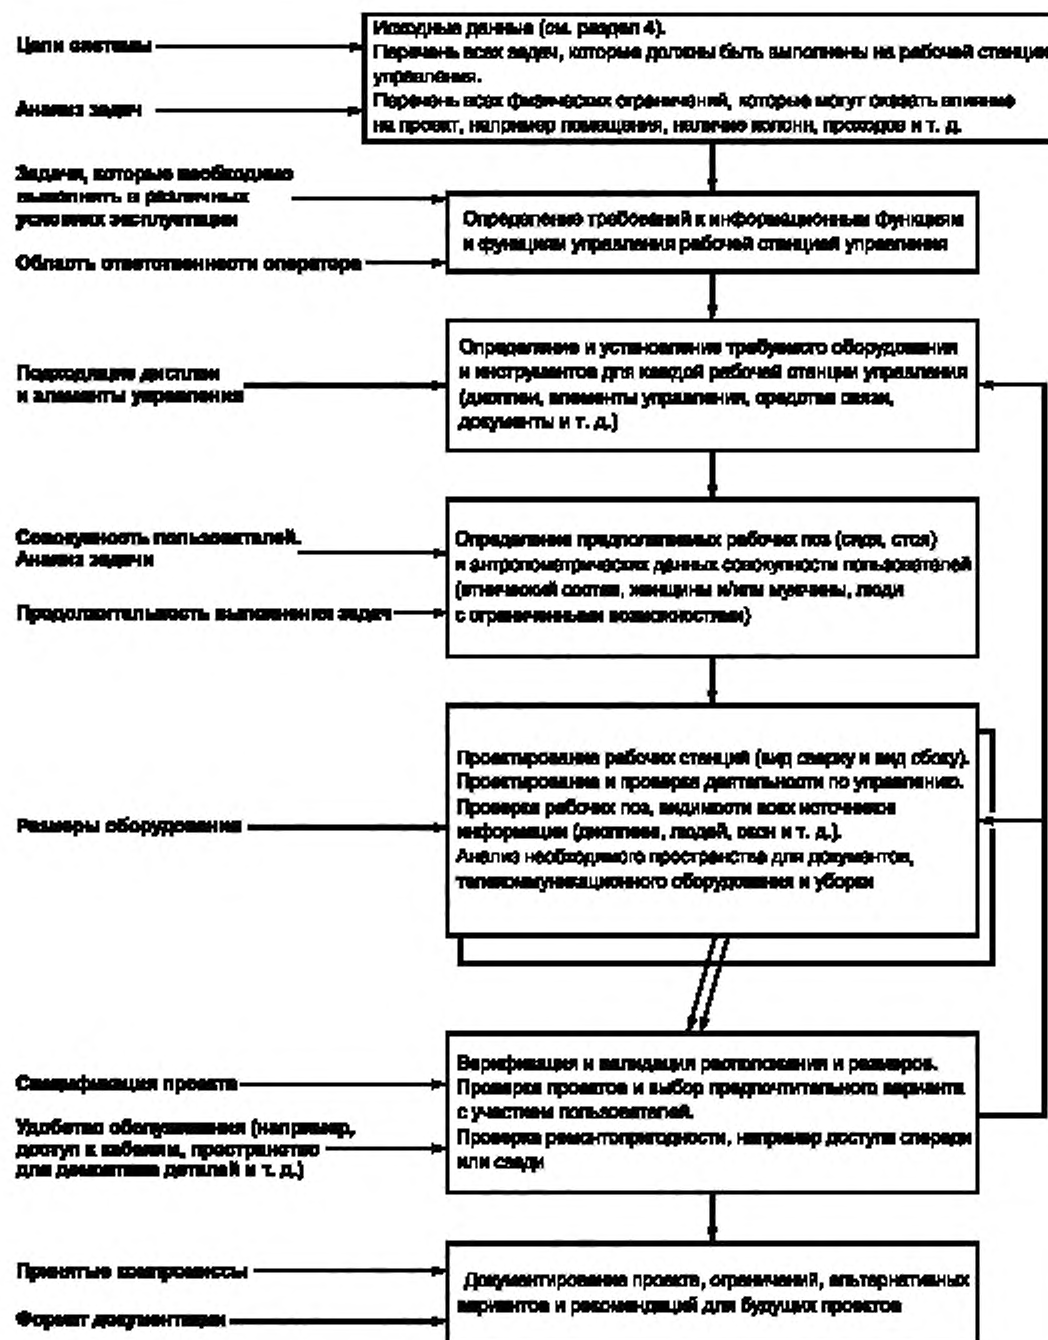 Цели системы
Анализ задач
Исходные данные (см. раздел 4).
Перечень всех задач, которые должны быть выполнены на рабочей станции
управления.
Перечень всех физических ограничений, которые могут оказать влияние
на проект, например помещения, наличие колонн, проходов и т. д.
Задачи, которые необходимо
выполнять в различных
условиях эксплуатации
Область ответственности оператора
Определение требований к информационным функциям
и функциям управления рабочей станцией управления
Подходящие дисплеи
и элементы управления
Определение и установление требуемого оборудования
и инструментов для каждой рабочей станции управления
(дисплеи, элементы управления, средства связи,
документы и т. д.)
Совокупность пользователей.
Анализ задачи
Продолжительность выполнения задач
Определение предполагаемых рабочих поз (сидя, стоя)
и антропометрических данных совокупности пользователей
(этнический состав, женщины и/или мужчины, люди
с ограниченными возможностями)
Размеры оборудования
Проектирование рабочих станций (вид сверху и вид сбоку).
Проектирование и проверка деятельности по управлению.
Проверка рабочих поз, видимости всех источников
информации (дисплеев, людей, окон и т. д.).
Анализ необходимого пространства для документов,
телекоммуникационного оборудования и уборки
Спецификация проекта
Удобство обслуживания (например,
доступ к кабелям, пространство
для демонтажа деталей и т. д.)
Верификация и валидация расположения и размеров.
Проверка проектов и выбор предпочтительного варианта
с участием пользователей.
Проверка ремонтопригодности, например доступа спереди
или сзади
Принятые компромиссы
Формат документации
Документирование проекта, ограничений, альтернативных
вариантов и рекомендаций для будущих проектов